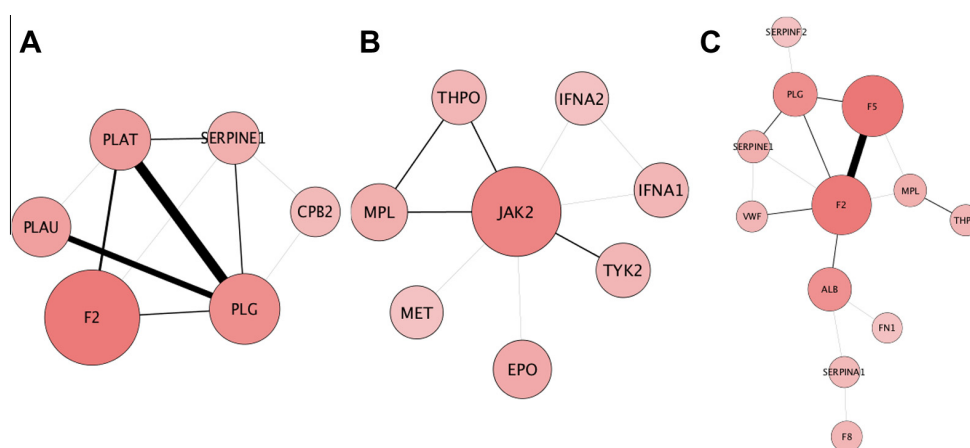 A
PLAT
SERPINE1
PLAU
CPB2
F2
PLG
B
THPO
IFNA2
MPL
JAK2
IFNA1
TYK2
MET
EPO
C
SERPINF2
PLG
F5
SERPINE1
MPL
VWF
F2
THP
ALB
FN1
SERPINA1
F8